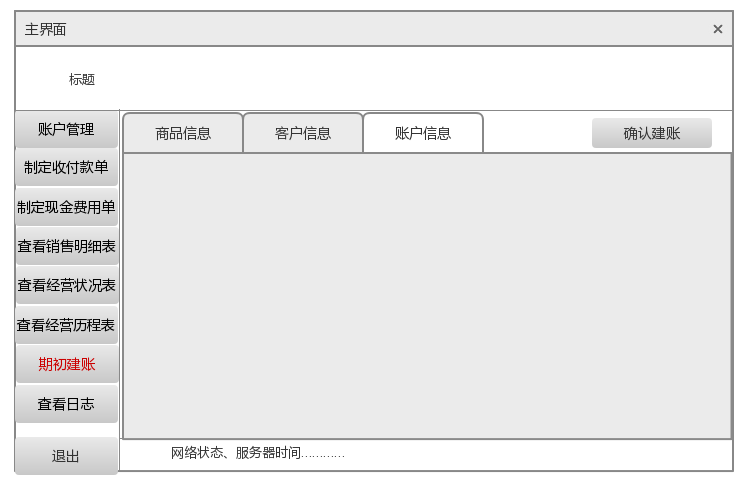 主界面
标题
账户管理
制定收付款单
制定现金费用单
查看销售明细表
查看经营状况表
查看经营历程表
期初建账
查看日志
退出
商品信息
客户信息
账户信息
确认建账
网络状态、服务器时间…………